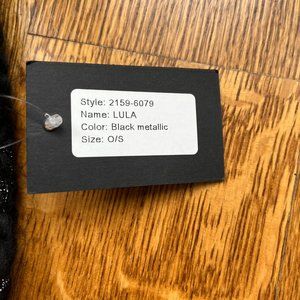 Style: 2159-6079
Name: LULA
Color: Black metallic
Size: O/S